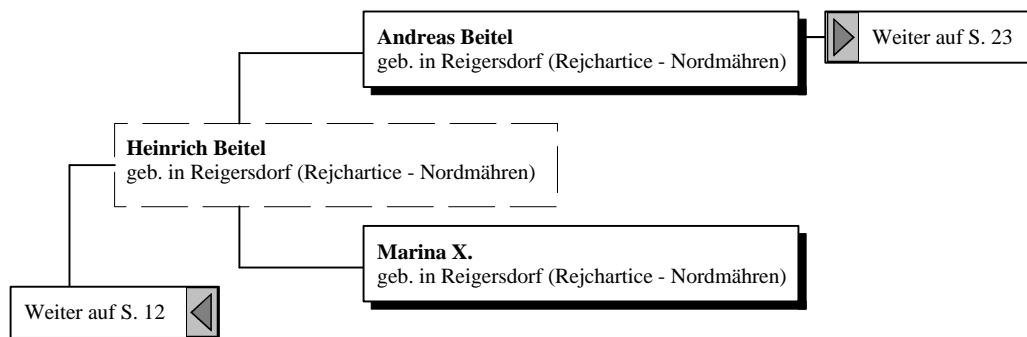 Andreas Beitel
geb. in Reigersdorf (Rejchartice - Nordmähren)
Weiter auf S. 23
Heinrich Beitel
geb. in Reigersdorf (Rejchartice - Nordmähren)
Marina X.
geb. in Reigersdorf (Rejchartice - Nordmähren)
Weiter auf S. 12